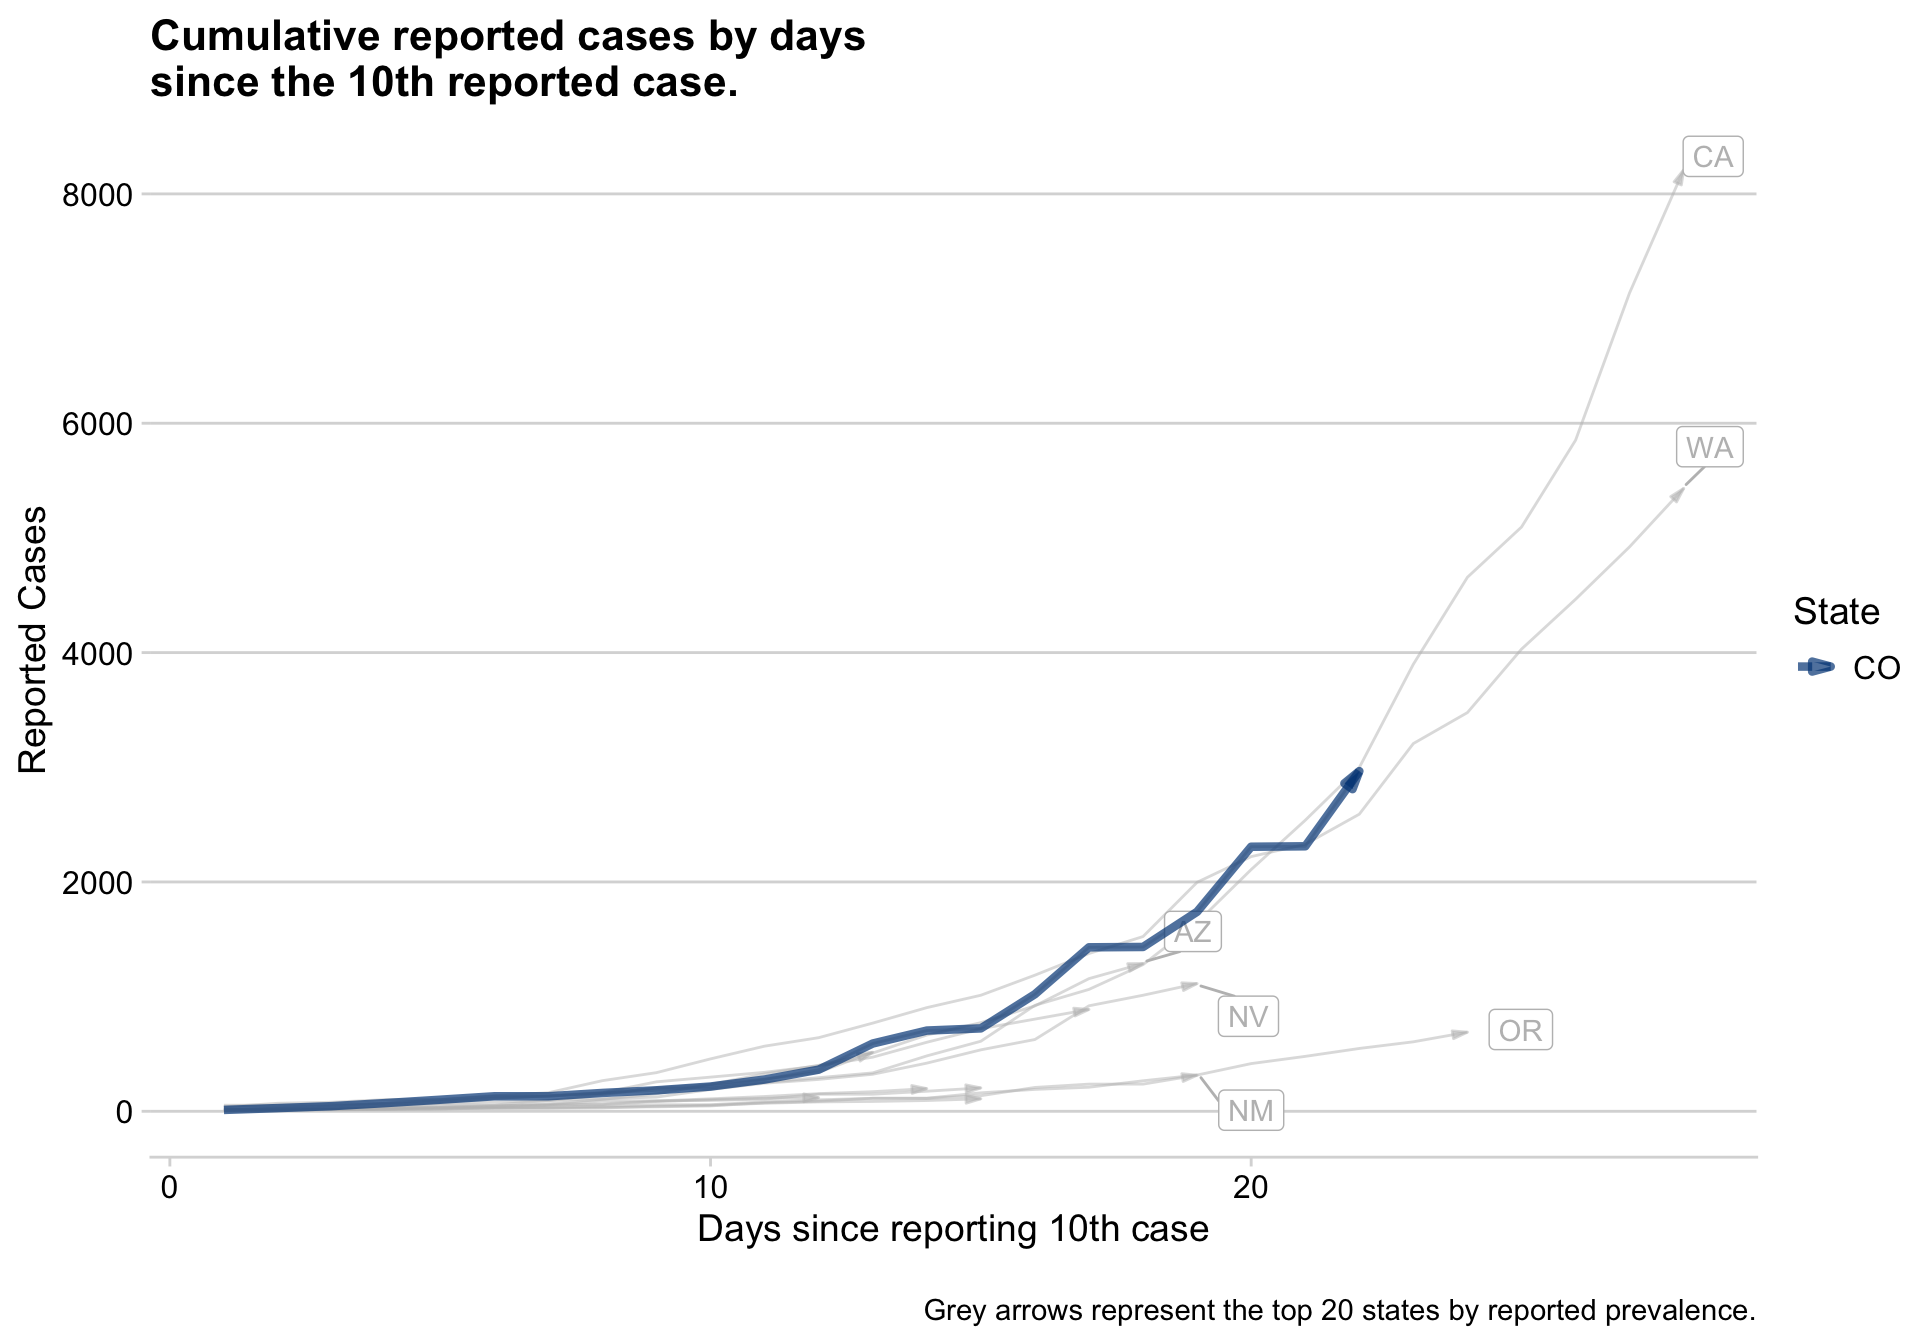 Cumulative reported cases by days
since the 10th reported case.
CA
8000
6000
WA
Reported Cases
State
4000
CO
2000
AZ
NV
OR
0
NM
0 10 20
Days since reporting 10th case
Grey arrows represent the top 20 states by reported prevalence.